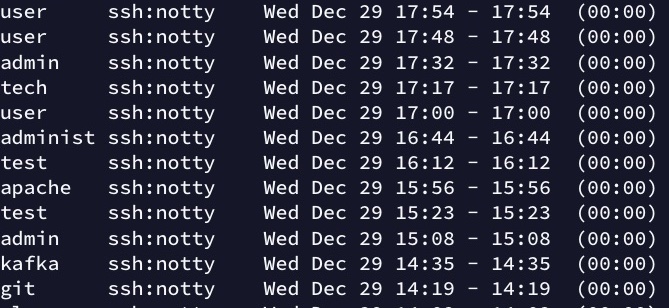 user     ssh:notty    Wed Dec 29 17:54 - 17:54  (00:00)
user     ssh:notty    Wed Dec 29 17:48 - 17:48  (00:00)
admin    ssh:notty    Wed Dec 29 17:32 - 17:32  (00:00)
tech     ssh:notty    Wed Dec 29 17:17 - 17:17  (00:00)
user     ssh:notty    Wed Dec 29 17:00 - 17:00  (00:00)
administ ssh:notty    Wed Dec 29 16:44 - 16:44  (00:00)
test     ssh:notty    Wed Dec 29 16:12 - 16:12  (00:00)
apache   ssh:notty    Wed Dec 29 15:56 - 15:56  (00:00)
test     ssh:notty    Wed Dec 29 15:23 - 15:23  (00:00)
admin    ssh:notty    Wed Dec 29 15:08 - 15:08  (00:00)
kafka    ssh:notty    Wed Dec 29 14:35 - 14:35  (00:00)
git      ssh:notty    Wed Dec 29 14:19 - 14:19  (00:00)